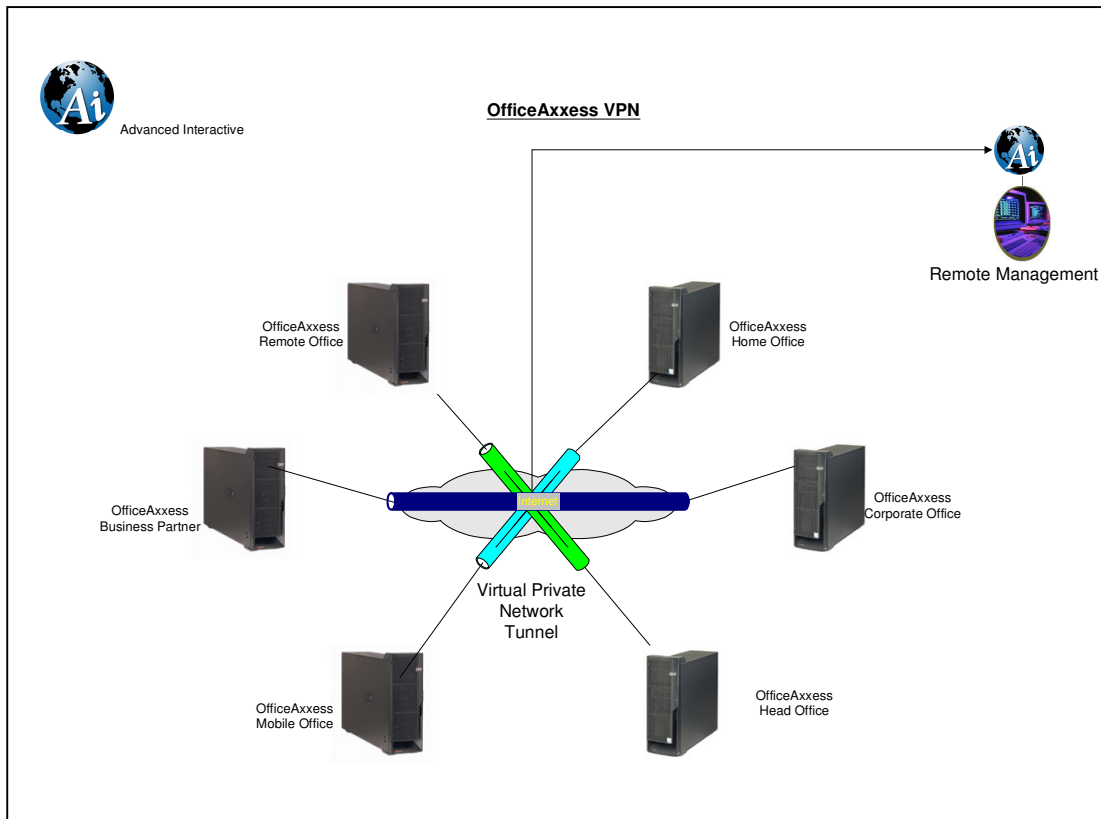 Ai
Advanced Interactive
OfficeAxxess VPN
Ai
Remote Management
OfficeAxxess
Remote Office
OfficeAxxess
Home Office
OfficeAxxess
Business Partner
Internet
OfficeAxxess
Corporate Office
Virtual Private
Network
Tunnel
OfficeAxxess
Mobile Office
OfficeAxxess
Head Office